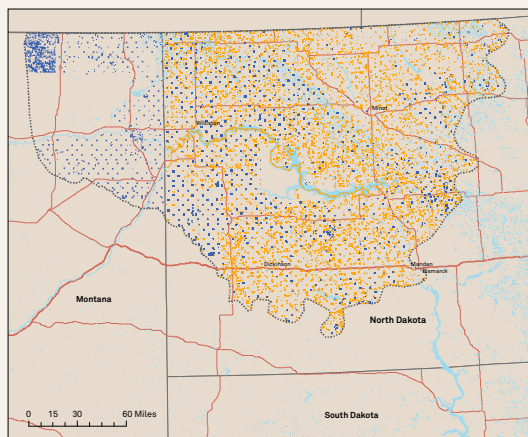 Minot
Williston
Dickinson
Mandan
Bismarck
Montana
North Dakota
0 15 30 60 Miles
South Dakota